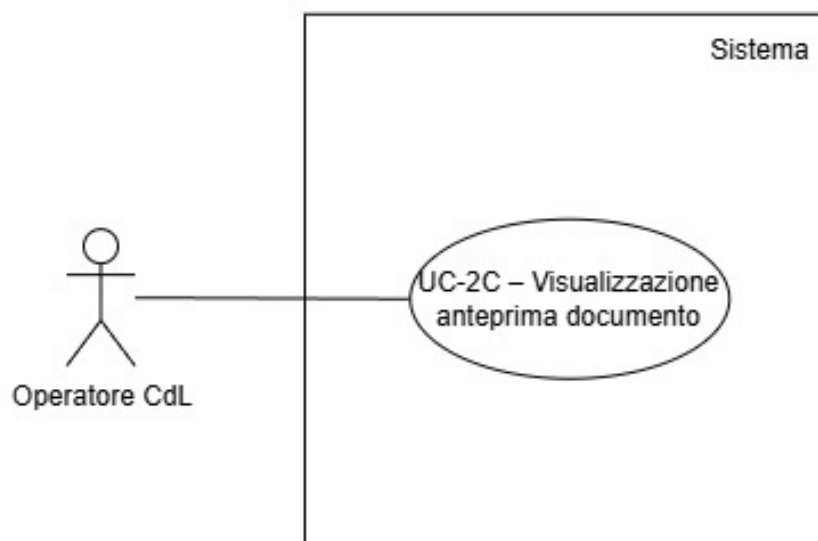 Sistema
UC-2C – Visualizzazione
anteprima documento
Operatore CdL